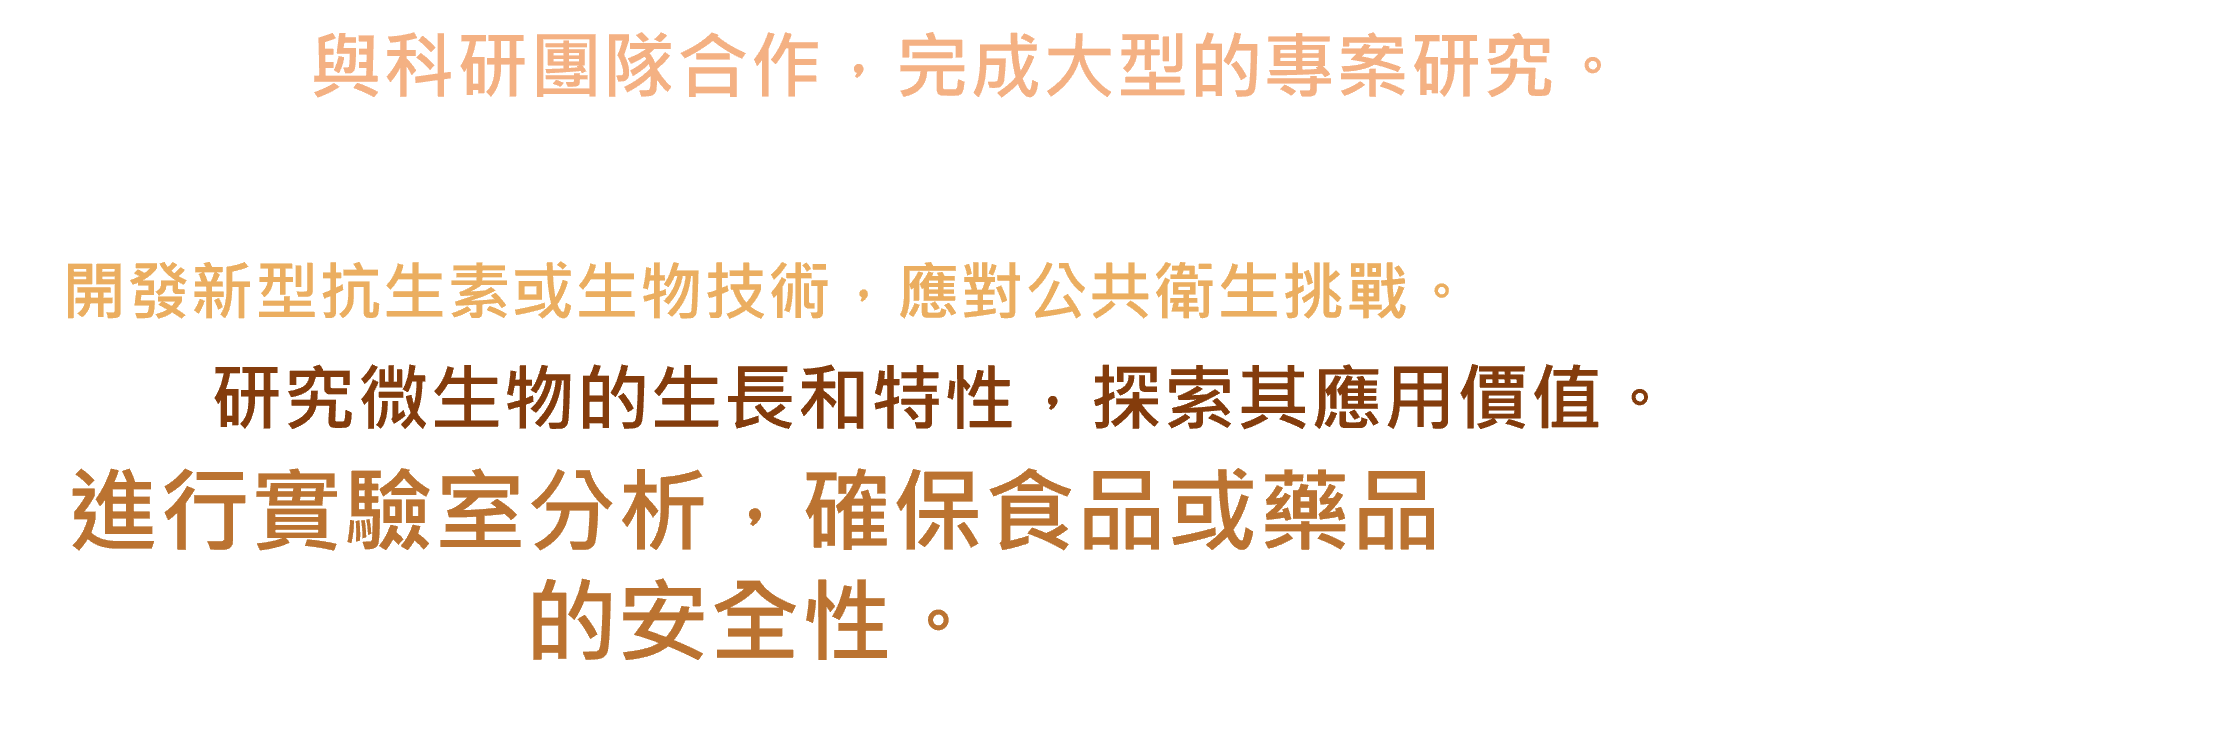 與科研團隊合作，完成大型的專案研究。
開發新型抗生素或生物技術，應對公共衛生挑戰。
研究微生物的生長和特性，探索其應用價值。
進行實驗室分析，確保食品或藥品
的安全性。